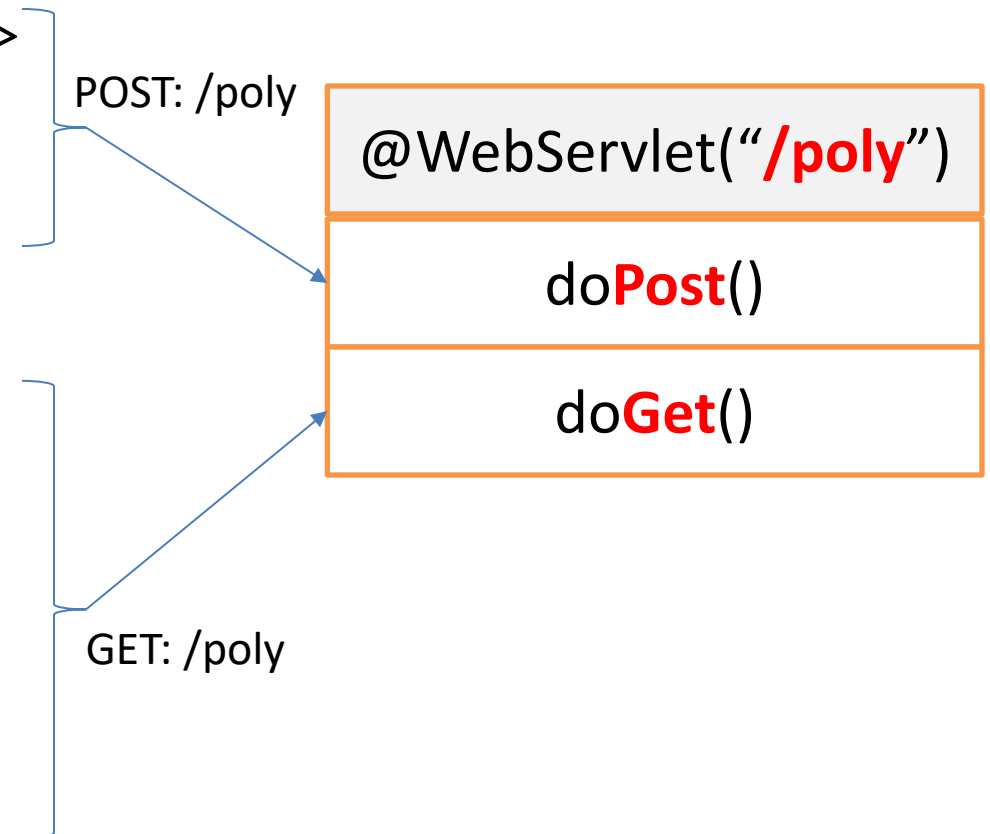 >
POST: /poly
@WebServlet(“/poly”)
doPost()
doGet()
GET: /poly